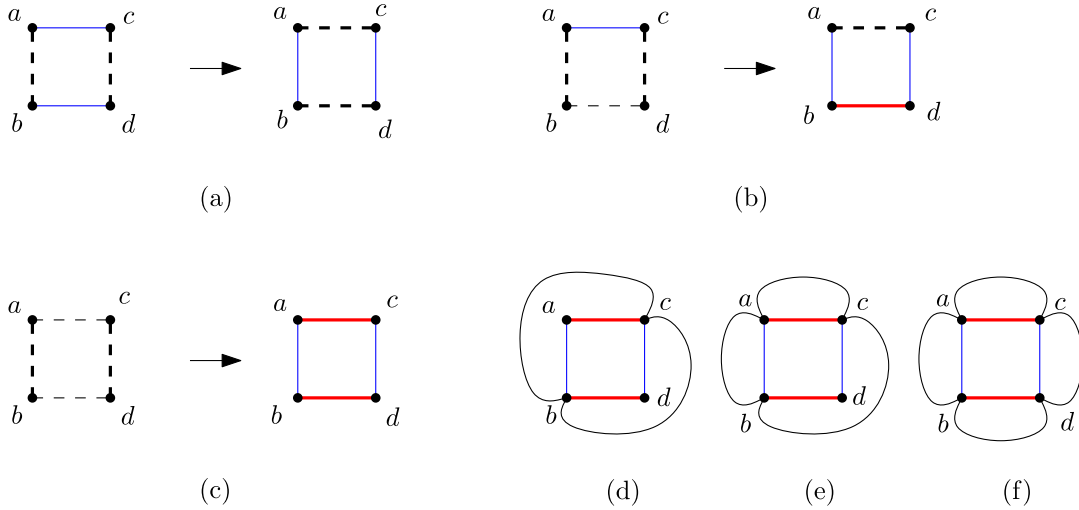 a c a c a c a c
b d b d b d b d
(a) (b)
a c a c a c a c a c
b d b d b d b d b d
(c) (d) (e) (f)